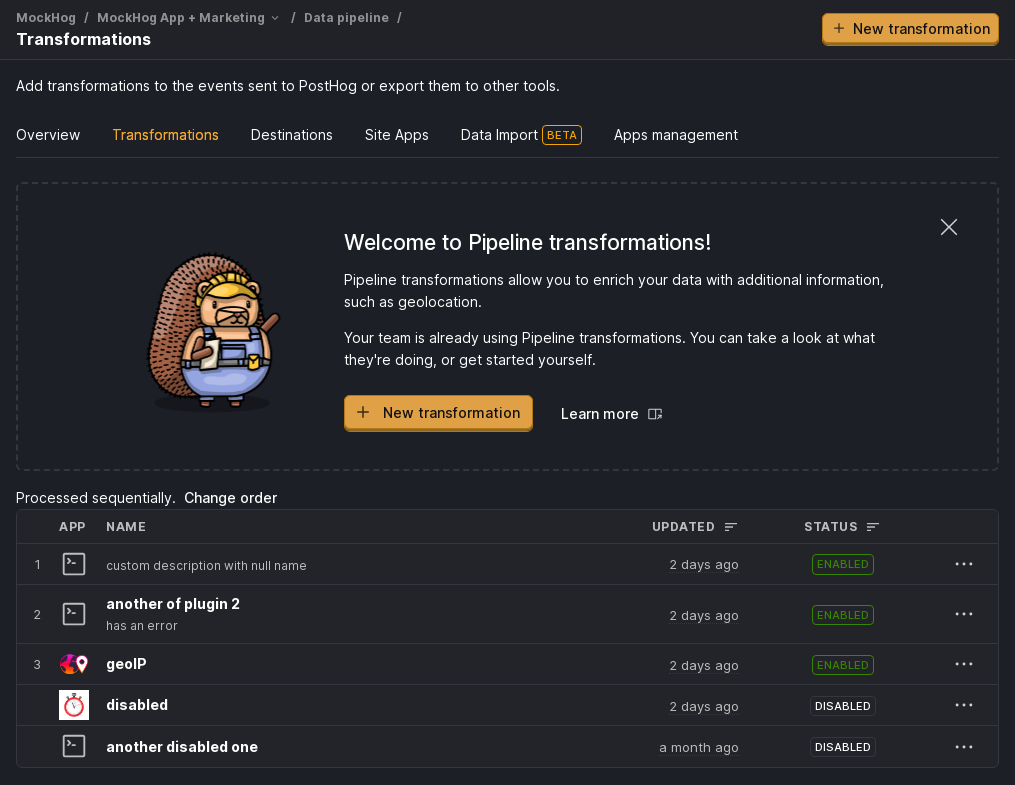 MockHog / MockHog App + Marketing / Data pipeline /
Transformations
New transformation
Add transformations to the events sent to PostHog or export them to other tools.
Overview Transformations Destinations Site Apps Data Import BETA Apps management
Welcome to Pipeline transformations!
Pipeline transformations allow you to enrich your data with additional information,
such as geolocation.
Your team is already using Pipeline transformations. You can take a look at what
they're doing, or get started yourself.
New transformation Learn more
Processed sequentially. Change order
APP NAME UPDATED STATUS
1 custom description with null name 2 days ago ENABLED
2 another of plugin 2 2 days ago ENABLED
has an error
3 geoIP 2 days ago ENABLED
disabled 2 days ago DISABLED
another disabled one a month ago DISABLED